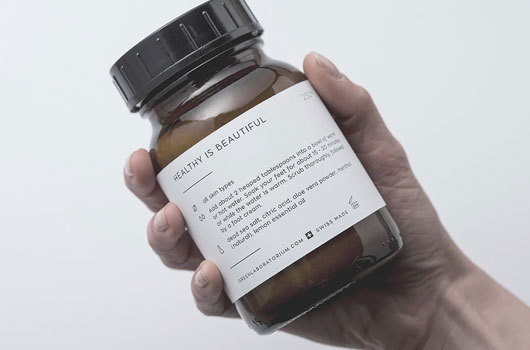 HEALTHY IS BEAUTIFUL
all skin types
Add about 2 heaped tablespoons into a bowl of warm
or hot water. Soak your feet for about 15 - 20 minutes
or while the water is warm. Scrub thoroughly, followed
by a foot cream.
dead sea salt, citric acid, aloe vera powder, menthol
(natural), lemon essential oil
GREENLABORATORIUM.COM SWISS MADE